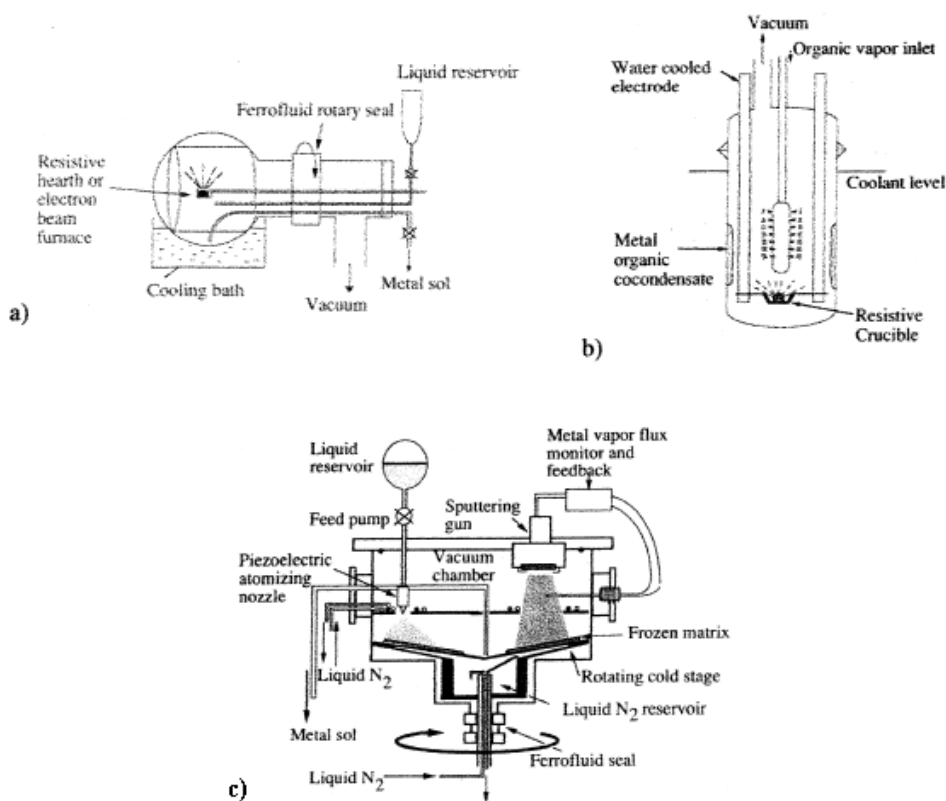 Liquid reservoir
Ferrofluid rotary seal
Resistive
hearth or
electron
beam
furnace
Cooling bath
Vacuum
Metal sol
a)
Vacuum
Organic vapor inlet
Water cooled
electrode
Coolant level
Metal
organic
cocondensate
Resistive
Crucible
b)
Liquid
reservoir
Metal vapor flux
monitor and
feedback
Sputtering
gun
Feed pump
Piezoelectric
atomizing
nozzle
Vacuum
chamber
Frozen matrix
Rotating cold stage
Liquid N2
Liquid N2 reservoir
Metal sol
Ferrofluid seal
Liquid N2
c)